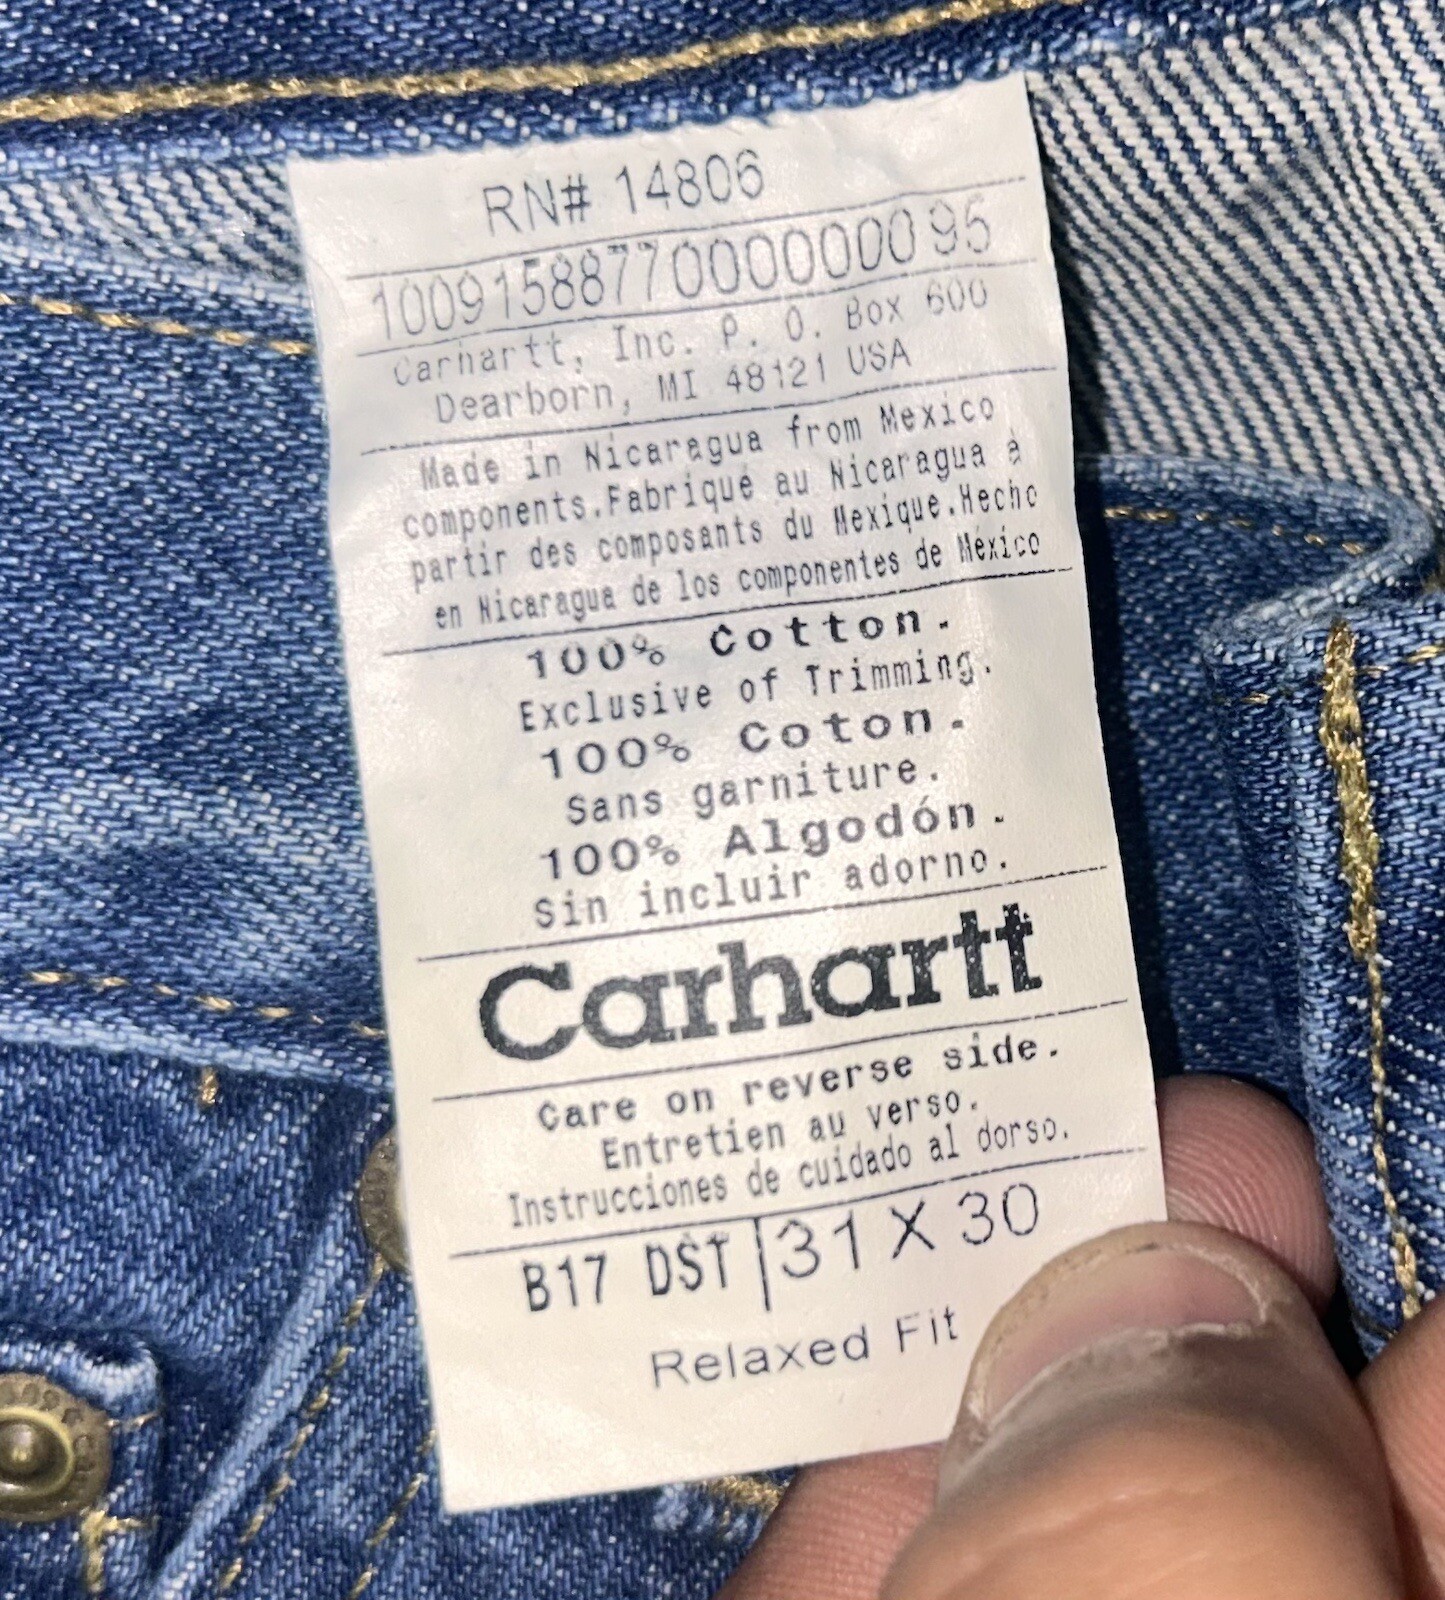 RN# 14806
10091588770000000095
Carhartt, Inc. P. O. Box 600
Dearborn, MI 48121 USA
Made in Nicaragua from Mexico
components.Fabriqué au Nicaragua à
partir des composants du Mexique.Hecho
en Nicaragua de los componentes de México
100% Cotton.
Exclusive of Trimming.
100% Coton.
Sans garniture.
100% Algodón.
Sin incluir adorno.
Carhartt
Care on reverse side.
Entretien au verso.
Instrucciones de cuidado al dorso.
B17 DST | 31 X 30
Relaxed Fit